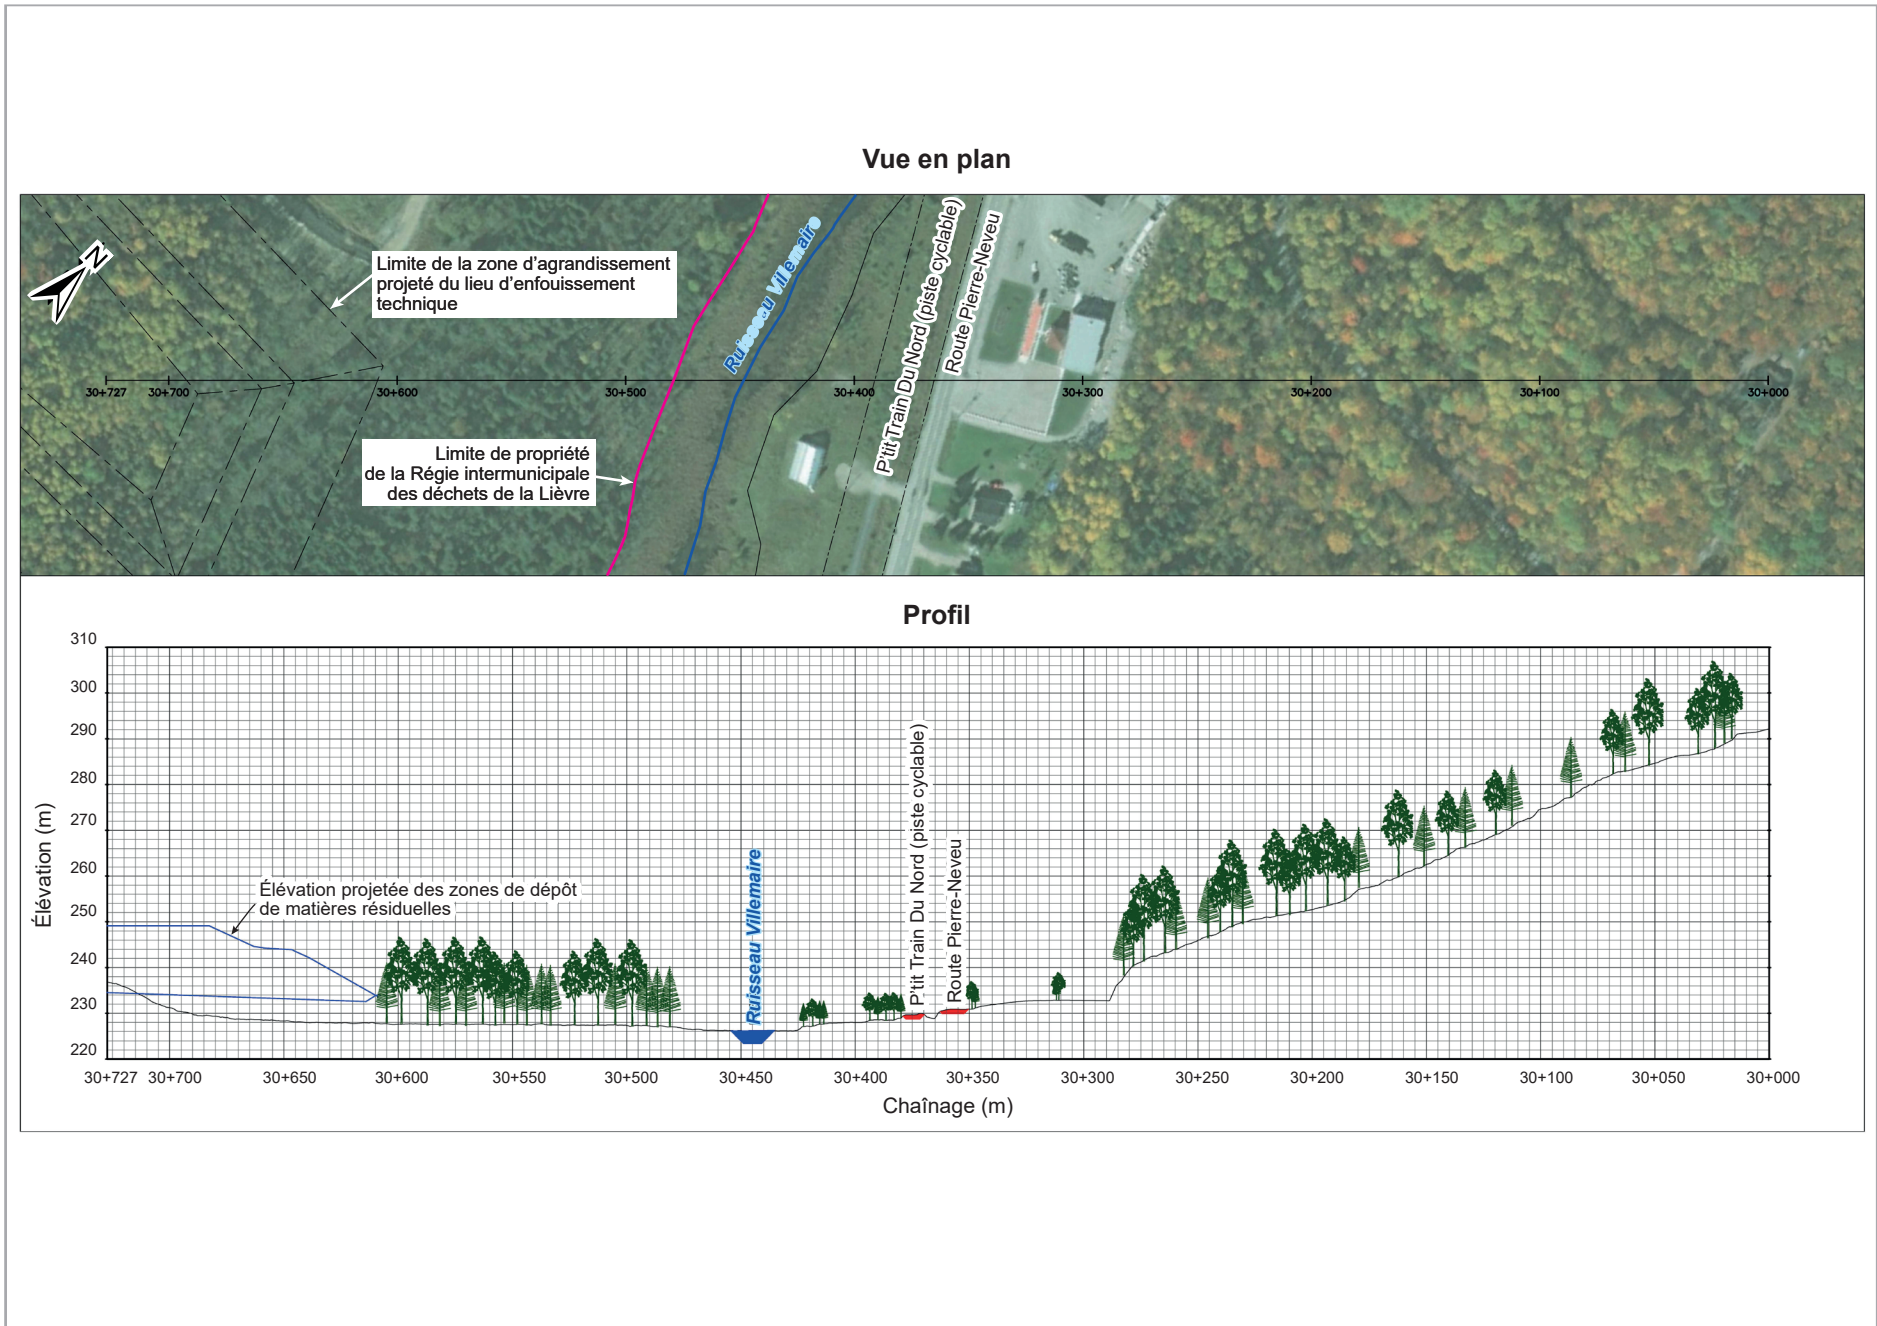 Vue en plan
N
Limite de la zone d'agrandissement
projeté du lieu d'enfouissement
technique
Ruisseau Villemaire
P'tit Train Du Nord (piste cyclable)
Route Pierre-Neveu
30+727 30+700 30+600 30+500 30+400 30+300 30+200 30+100 30+000
Limite de propriété
de la Régie intermunicipale
des déchets de la Lièvre
Profil
310
300
290
280
270
260
250
240
230
220
Élévation (m)
Élévation projetée des zones de dépôt
de matières résiduelles
Ruisseau Villemaire
P'tit Train Du Nord (piste cyclable)
Route Pierre-Neveu
30+727 30+700 30+650 30+600 30+550 30+500 30+450 30+400 30+350 30+300 30+250 30+200 30+150 30+100 30+050 30+000
Chaînage (m)